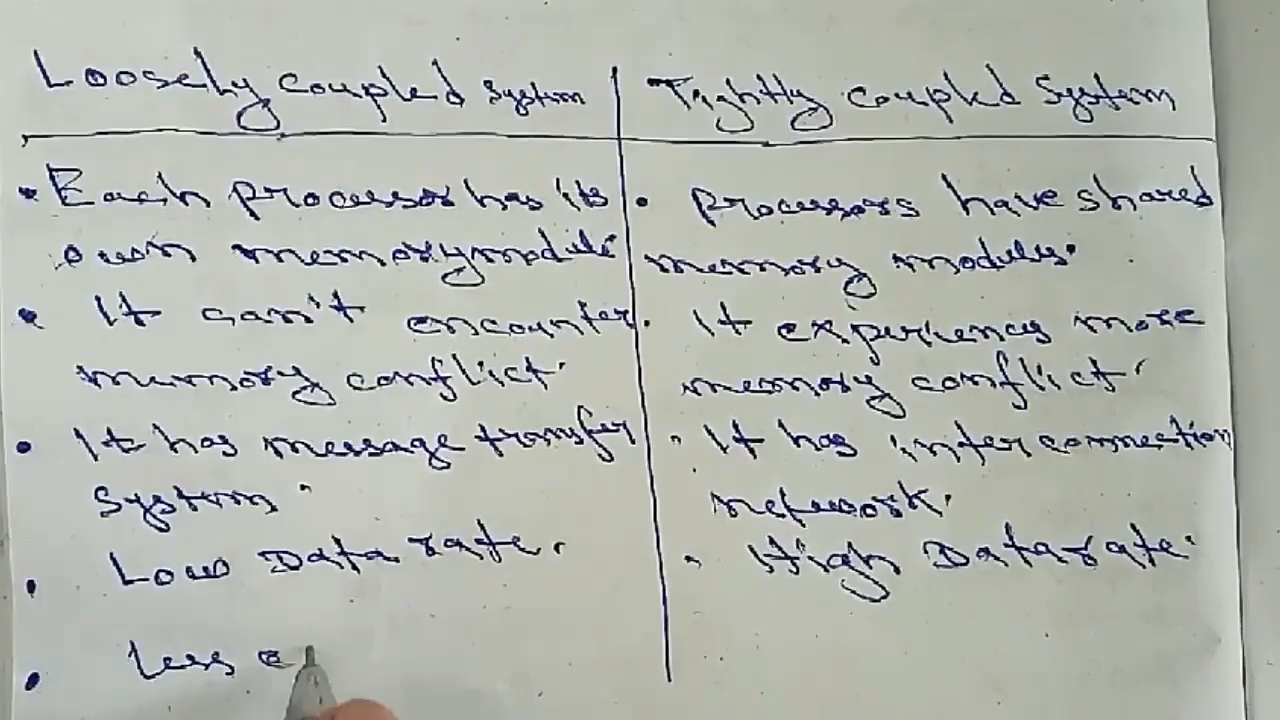 Loosely Coupled System
Each processor has its
own memory module
It can't encounter
memory conflict.
It has message transfer
System.
Low Data rate.
Less e
Tightly Coupled System
Processors have shared
memory modules.
It experiences more
memory conflict.
It has interconnection
network.
High Data rate.